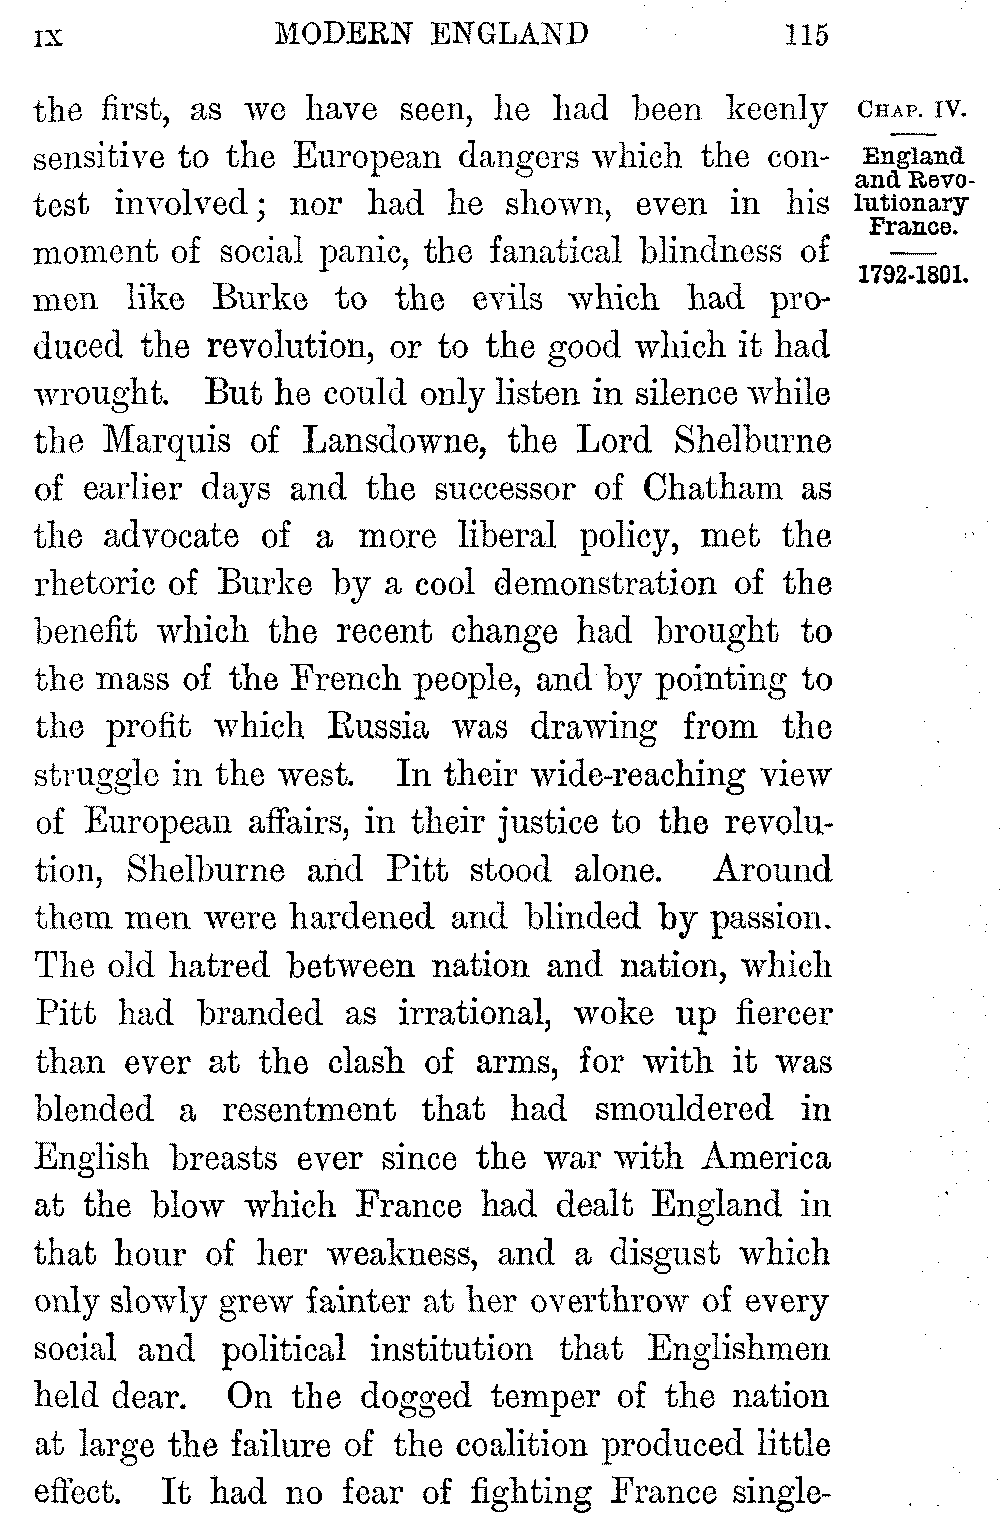 IX MODERN ENGLAND 115
the first, as we have seen, he had been keenly
sensitive to the European dangers which the con-
test involved; nor had he shown, even in his
moment of social panic, the fanatical blindness of
men like Burke to the evils which had pro-
duced the revolution, or to the good which it had
wrought. But he could only listen in silence while
the Marquis of Lansdowne, the Lord Shelburne
of earlier days and the successor of Chatham as
the advocate of a more liberal policy, met the
rhetoric of Burke by a cool demonstration of the
benefit which the recent change had brought to
the mass of the French people, and by pointing to
the profit which Russia was drawing from the
struggle in the west. In their wide-reaching view
of European affairs, in their justice to the revolu-
tion, Shelburne and Pitt stood alone. Around
them men were hardened and blinded by passion.
The old hatred between nation and nation, which
Pitt had branded as irrational, woke up fiercer
than ever at the clash of arms, for with it was
blended a resentment that had smouldered in
English breasts ever since the war with America
at the blow which France had dealt England in
that hour of her weakness, and a disgust which
only slowly grew fainter at her overthrow of every
social and political institution that Englishmen
held dear. On the dogged temper of the nation
at large the failure of the coalition produced little
effect. It had no fear of fighting France single-
CHAP. IV.
England
and Revo-
lutionary
France.
1792-1801.